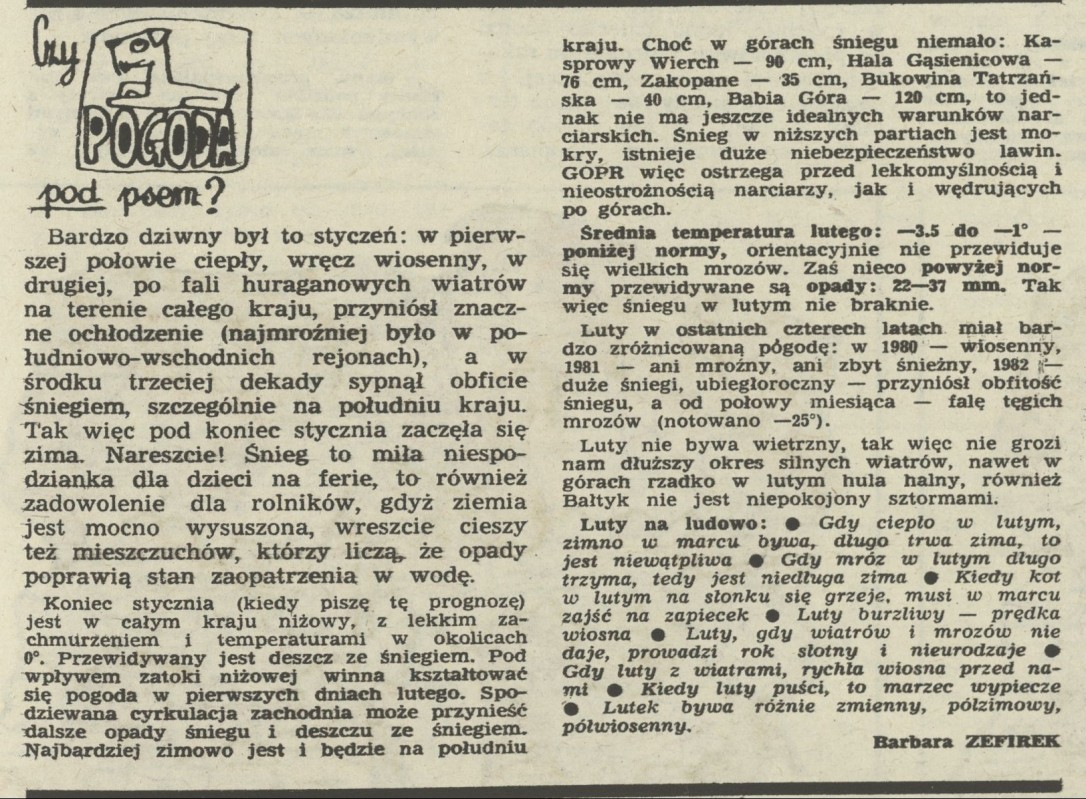 Czy
POGODA
pod psem?
Bardzo dziwny był to styczeń: w pierw-
szej połowie ciepły, wręcz wiosenny, w
drugiej, po fali huraganowych wiatrów
na terenie całego kraju, przyniósł znacz-
ne ochłodzenie (najmroźniej było w po-
łudniowo-wschodnich rejonach), a w
środku trzeciej dekady sypnął obficie
śniegiem, szczególnie na południu kraju.
Tak więc pod koniec stycznia zaczęła się
zima. Nareszcie! Śnieg to miła niespo-
dzianka dla dzieci na ferie, to również
zadowolenie dla rolników, gdyż ziemia
jest mocno wysuszona, wreszcie cieszy
też mieszczuchów, którzy liczą, że opady
poprawią stan zaopatrzenia w wodę.
Koniec stycznia (kiedy piszę tę prognozę)
jest w całym kraju niżowy, z lekkim za-
chmurzeniem i temperaturami w okolicach
0°. Przewidywany jest deszcz ze śniegiem. Pod
wpływem zatoki niżowej winna kształtować
się pogoda w pierwszych dniach lutego. Spo-
dziewana cyrkulacja zachodnia może przynieść
dalsze opady śniegu i deszczu ze śniegiem.
Najbardziej zimowo jest i będzie na południu
kraju. Choć w górach śniegu niemało: Ka-
sprowy Wierch — 90 cm, Hala Gąsienicowa —
76 cm, Zakopane — 35 cm, Bukowina Tatrzań-
ska — 40 cm, Babia Góra — 120 cm, to jed-
nak nie ma jeszcze idealnych warunków nar-
ciarskich. Śnieg w niższych partiach jest mo-
kry, istnieje duże niebezpieczeństwo lawin.
GOPR więc ostrzega przed lekkomyślnością i
nieostrożnością narciarzy, jak i wędrujących
po górach.
Średnia temperatura lutego: —3.5 do —1° —
poniżej normy, orientacyjnie nie przewiduje
się wielkich mrozów. Zaś nieco powyżej nor-
my przewidywane są opady: 22—37 mm. Tak
więc śniegu w lutym nie braknie.
Luty w ostatnich czterech latach miał bar-
dzo zróżnicowaną pogodę: w 1980 — wiosenny,
1981 — ani mroźny, ani zbyt śnieżny, 1982 —
duże śniegi, ubiegłoroczny — przyniósł obfitość
śniegu, a od połowy miesiąca — falę tęgich
mrozów (notowano —25°).
Luty nie bywa wietrzny, tak więc nie grozi
nam dłuższy okres silnych wiatrów, nawet w
górach rzadko w lutym hula halny, również
Bałtyk nie jest niepokojony sztormami.
Luty na ludowo: ● Gdy ciepło w lutym,
zimno w marcu bywa, długo trwa zima, to
jest niewątpliwa ● Gdy mróz w lutym długo
trzyma, tedy jest niedługa zima ● Kiedy kot
w lutym na słonku się grzeje, musi w marcu
zajść na zapiecek ● Luty burzliwy — prędka
wiosna ● Luty, gdy wiatrów i mrozów nie
daje, prowadzi rok słotny i nieurodzaje ●
Gdy luty z wiatrami, rychła wiosna przed na-
mi ● Kiedy luty puści, to marzec wypiecze
● Lutek bywa różnie zmienny, półzimowy,
półwiosenny.
Barbara ZEFIREK